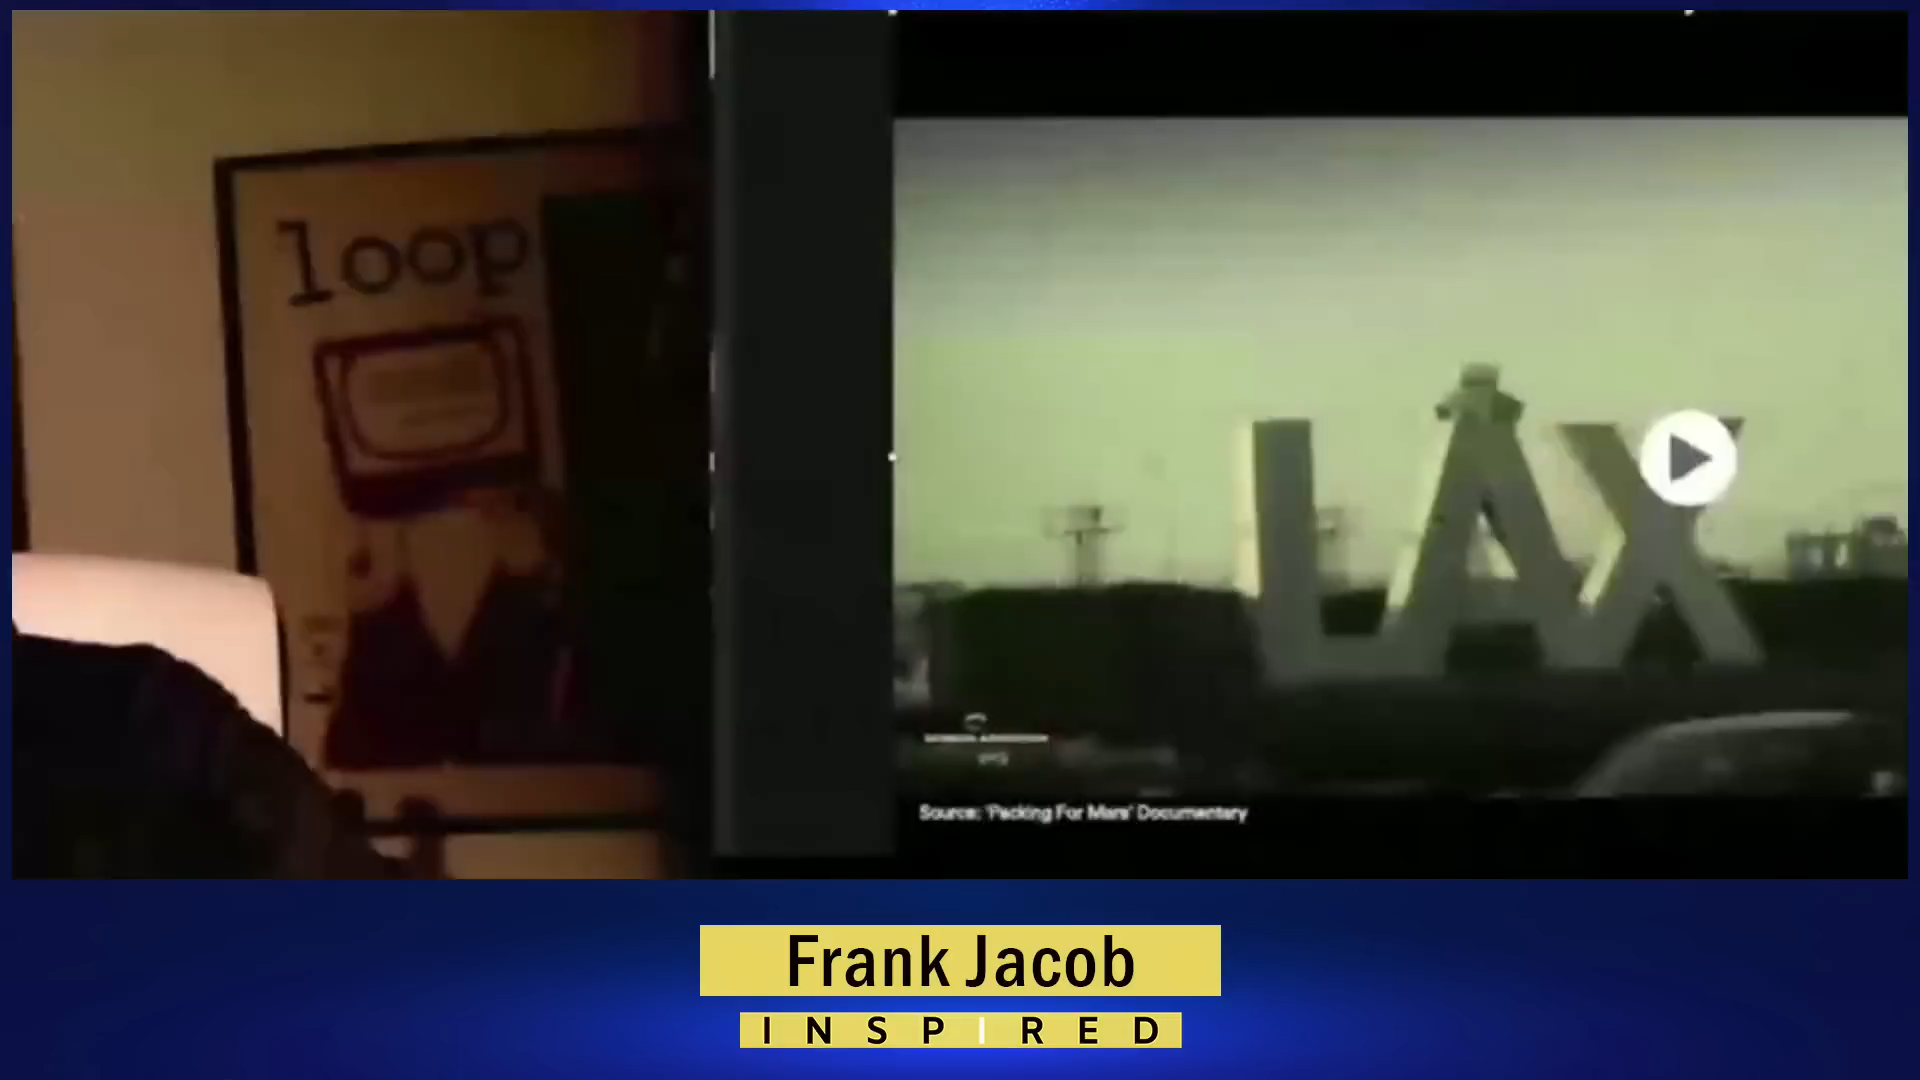 loop
LAX
Source: 'Packing For Mars' Documentary
Frank Jacob
INSPIRED